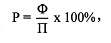 Р = Ф/П х 100%,